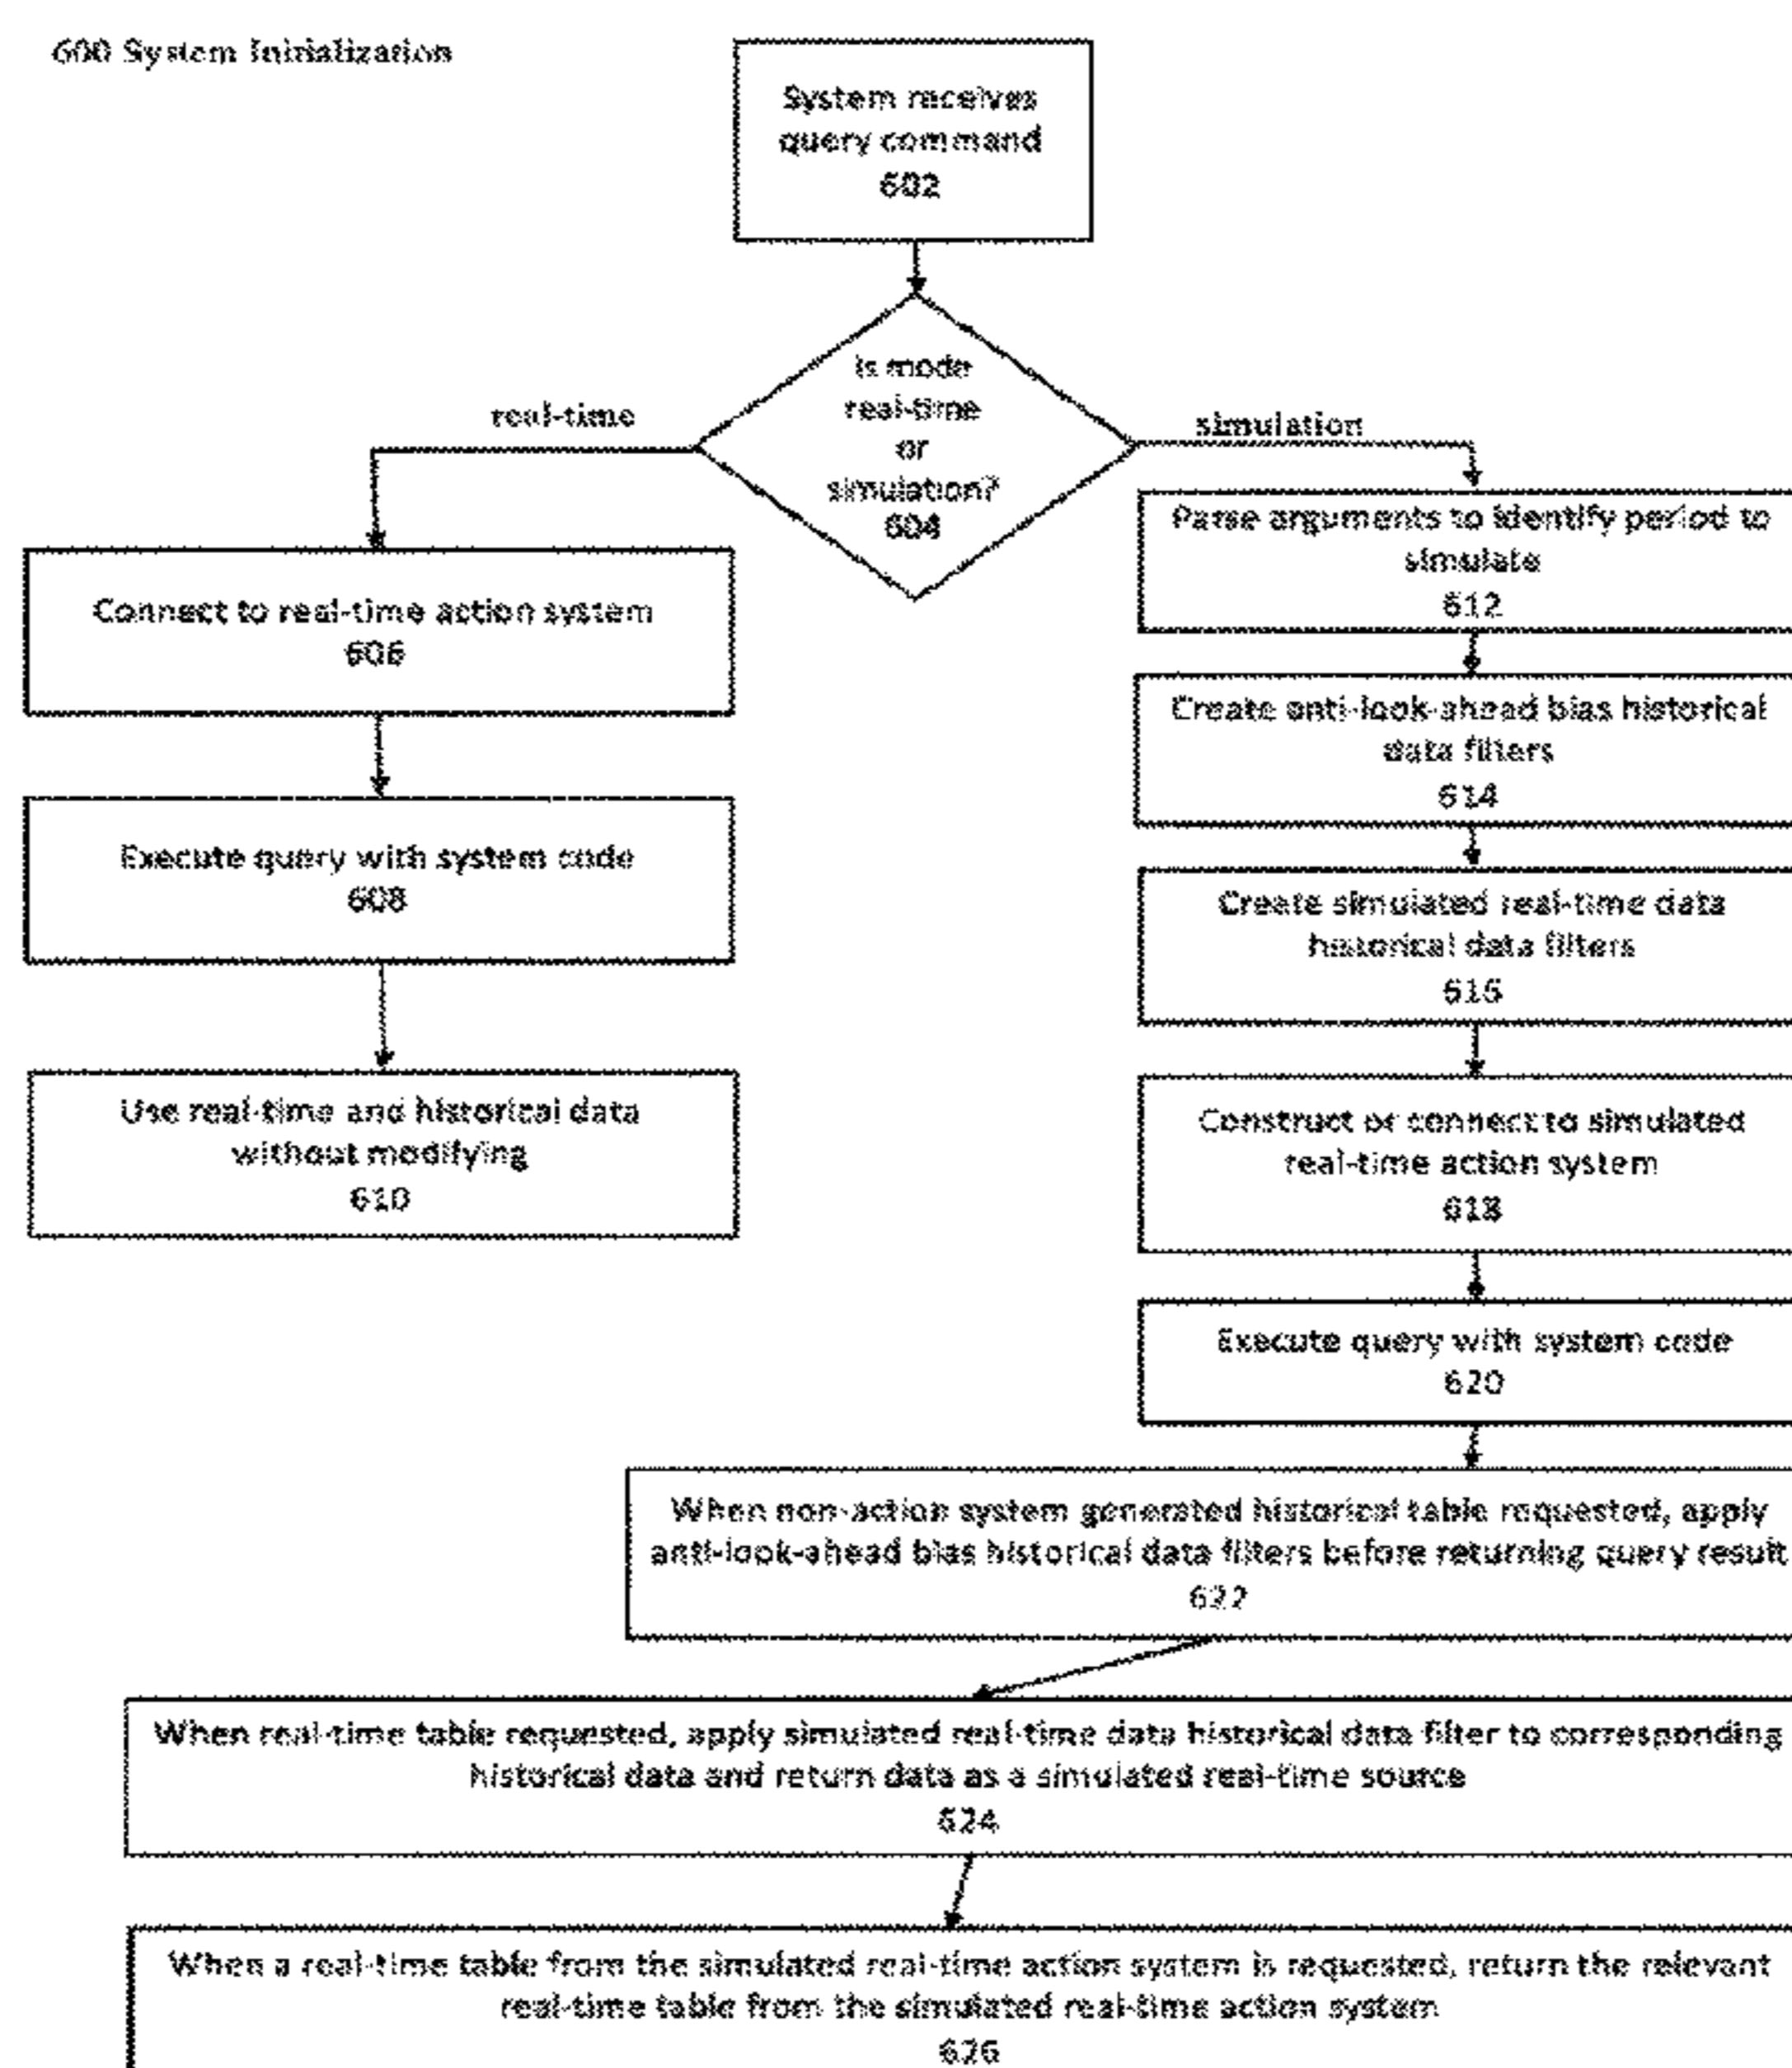 600 System Initialization
System receives
query command
602
Is mode
real-time
or
simulation?
604
real-time
simulation
Connect to real-time action system
606
Execute query with system code
608
Use real-time and historical data
without modifying
610
Parse arguments to identify period to
simulate
612
Create anti-look-ahead bias historical
data filters
614
Create simulated real-time data
historical data filters
616
Construct or connect to simulated
real-time action system
618
Execute query with system code
620
When non-action system generated historical table requested, apply
anti-look-ahead bias historical data filters before returning query result
622
When real-time table requested, apply simulated real-time data historical data filter to corresponding
historical data and return data as a simulated real-time source
624
When a real-time table from the simulated real-time action system is requested, return the relevant
real-time table from the simulated real-time action system
626